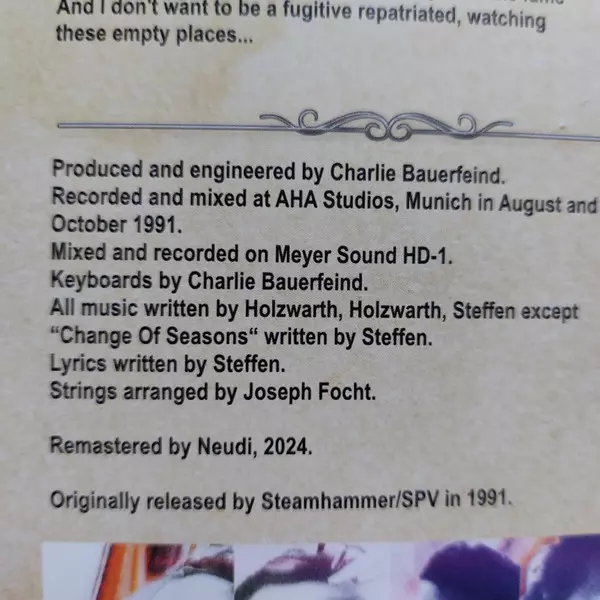 And I don't want to be a fugitive repatriated, watching
these empty places...
Produced and engineered by Charlie Bauerfeind.
Recorded and mixed at AHA Studios, Munich in August and
October 1991.
Mixed and recorded on Meyer Sound HD-1.
Keyboards by Charlie Bauerfeind.
All music written by Holzwarth, Holzwarth, Steffen except
“Change Of Seasons“ written by Steffen.
Lyrics written by Steffen.
Strings arranged by Joseph Focht.
Remastered by Neudi, 2024.
Originally released by Steamhammer/SPV in 1991.